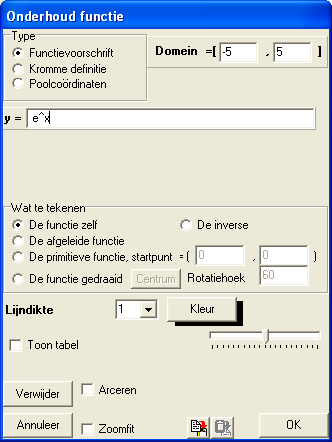 Onderhoud functie
Type
Functievoorschrift
Kromme definitie
Poolcoördinaten
Domein =[ -5 , 5 ]
y = e^x
Wat te tekenen
De functie zelf De inverse
De afgeleide functie
De primitieve functie, startpunt =( 0 , 0 )
De functie gedraaid Centrum Rotatiehoek 60
Lijndikte 1 Kleur
Toon tabel
Verwijder Arceren
Annuleer Zoomfit OK